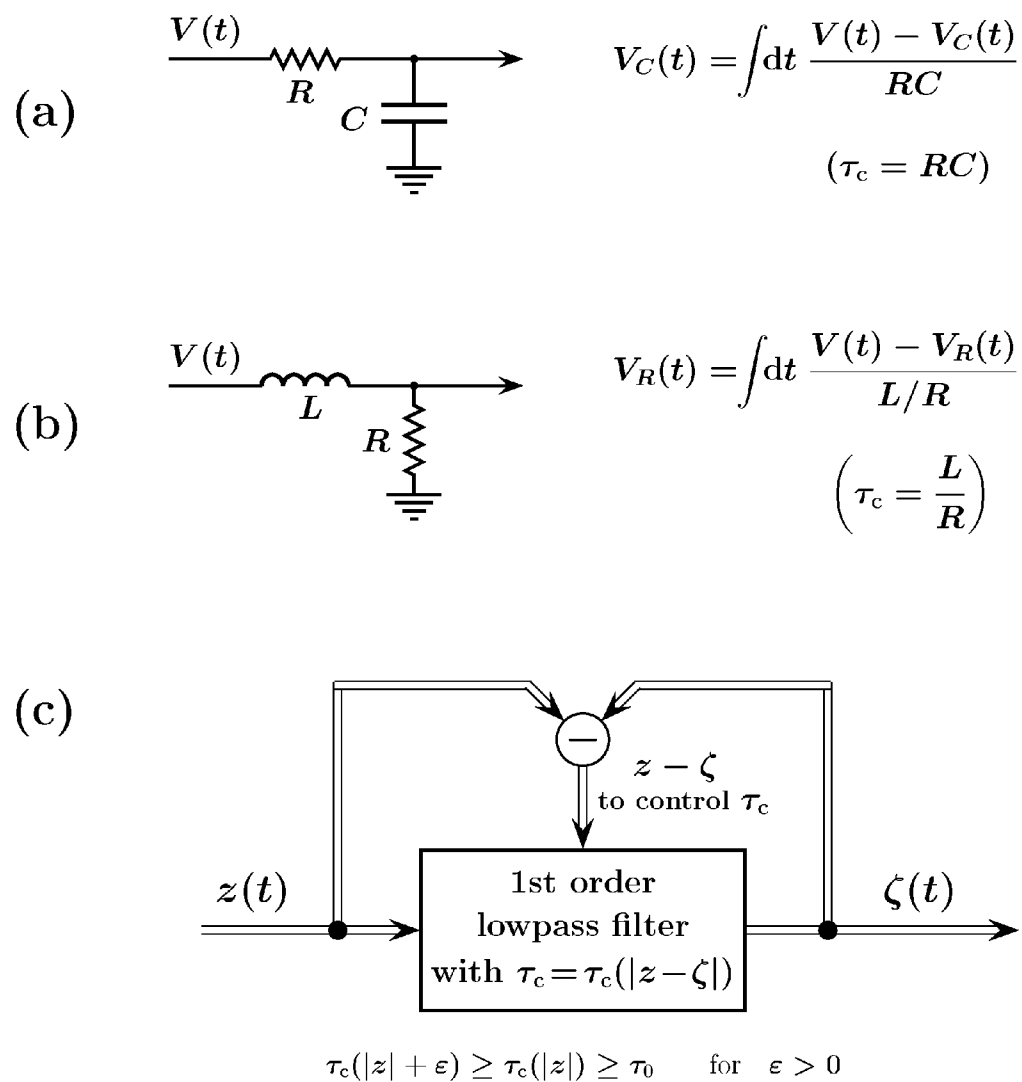 (a)
V(t)
R
C
V_C(t) = ∫dt (V(t) − V_C(t)) / RC
(τ_c = RC)
(b)
V(t)
L
R
V_R(t) = ∫dt (V(t) − V_R(t)) / (L/R)
(τ_c = L/R)
(c)
−
z − ζ
to control τ_c
z(t)
1st order
lowpass filter
with τ_c = τ_c(|z−ζ|)
ζ(t)
τ_c(|z| + ε) ≥ τ_c(|z|) ≥ τ_0 for ε > 0